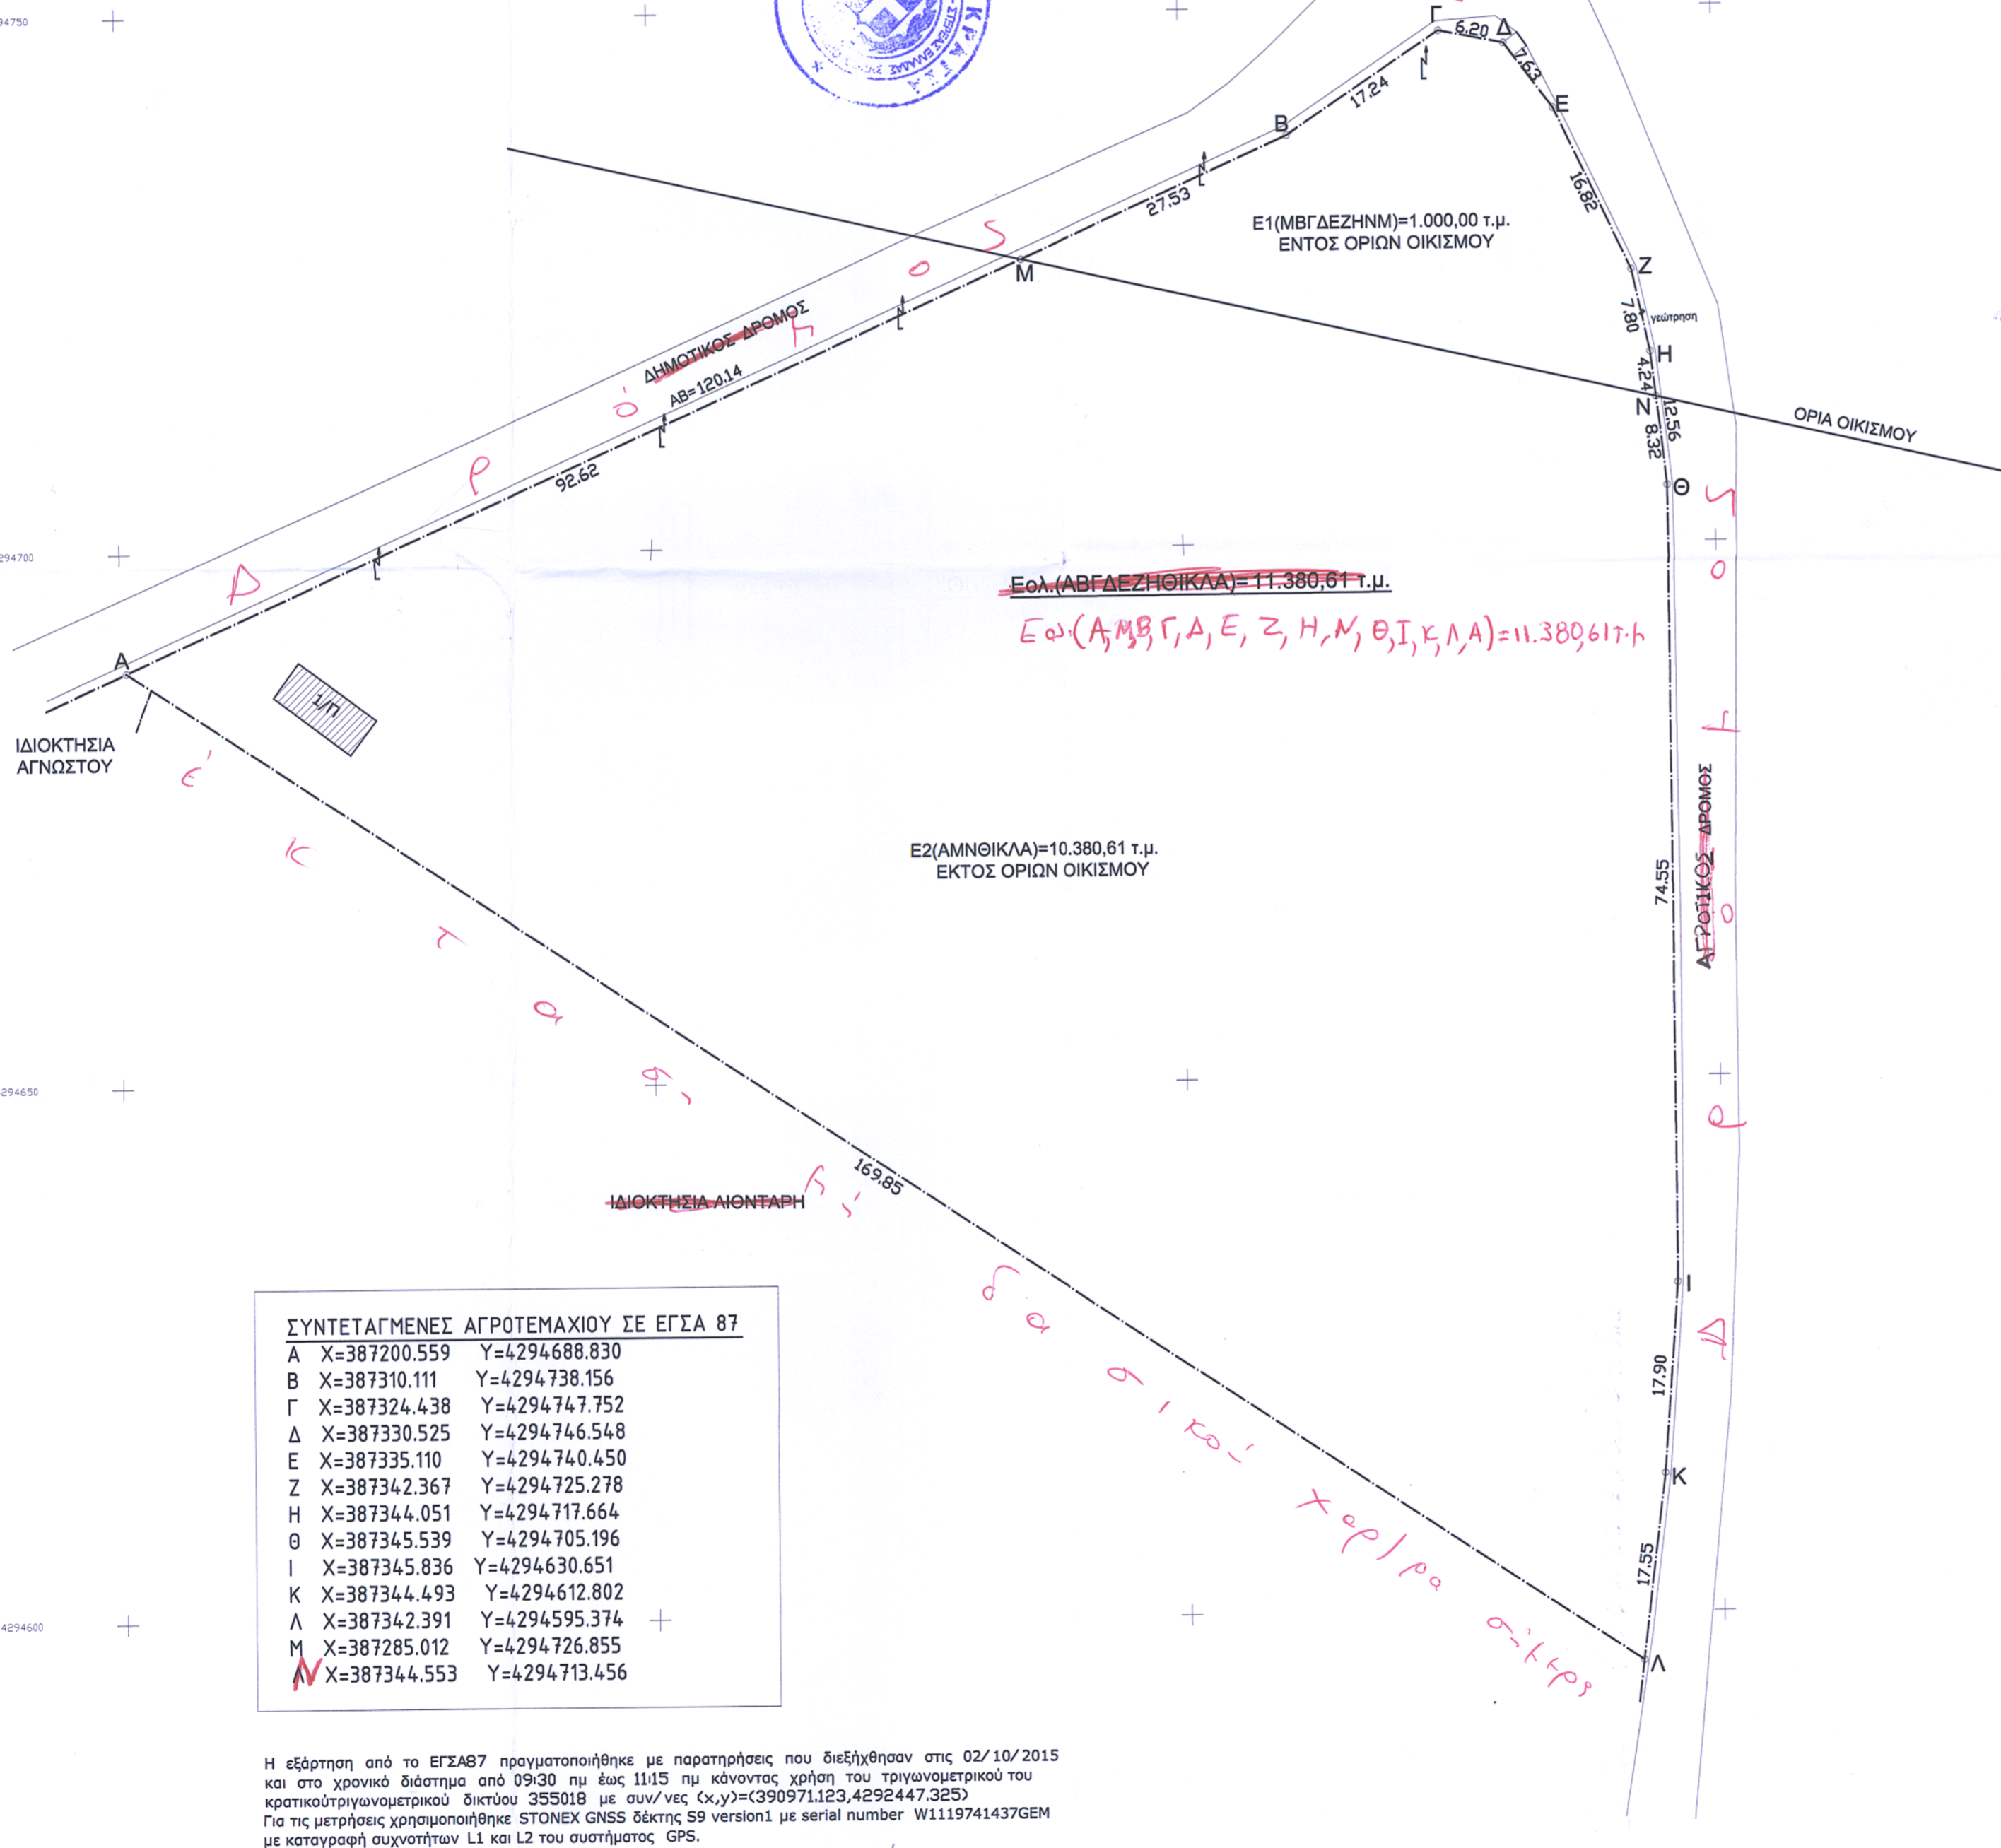 94750
Γ
6.20
Δ
7.63
Ε
17.24
Β
16.82
27.53
Ε1(ΜΒΓΔΕΖΗΝΜ)=1.000,00 τ.μ.
ΕΝΤΟΣ ΟΡΙΩΝ ΟΙΚΙΣΜΟΥ
Ζ
Μ
7.80
γεώτρηση
Η
4.24
Ν
12.56
8.32
ΟΡΙΑ ΟΙΚΙΣΜΟΥ
Θ
ΔΗΜΟΤΙΚΟΣ ΔΡΟΜΟΣ
ΑΒ=120.14
92.62
Δ ρ ό μ ο ς
294700
Εολ.(ΑΒΓΔΕΖΗΘΙΚΛΑ)=11.380,61 τ.μ.
Εολ.(Α,Μ,Β,Γ,Δ,Ε,Ζ,Η,Ν,Θ,Ι,Κ,Λ,Α)=11.380,61 τ.μ
Α
1/Π
ΙΔΙΟΚΤΗΣΙΑ
ΑΓΝΩΣΤΟΥ
Ε2(ΑΜΝΘΙΚΛΑ)=10.380,61 τ.μ.
ΕΚΤΟΣ ΟΡΙΩΝ ΟΙΚΙΣΜΟΥ
74.55
ΑΓΡΟΤΙΚΟΣ ΔΡΟΜΟΣ
Δ ρ ό μ ο ς
294650
169.85
ΙΔΙΟΚΤΗΣΙΑ ΛΙΟΝΤΑΡΗ
έ κ τ α σ η
δ α σ ι κού χαρ/ρα
Ι
17.90
Κ
17.55
Λ
4294600
ΣΥΝΤΕΤΑΓΜΕΝΕΣ ΑΓΡΟΤΕΜΑΧΙΟΥ ΣΕ ΕΓΣΑ 87
Α X=387200.559 Y=4294688.830
Β X=387310.111 Y=4294738.156
Γ X=387324.438 Y=4294747.752
Δ X=387330.525 Y=4294746.548
Ε X=387335.110 Y=4294740.450
Ζ X=387342.367 Y=4294725.278
Η X=387344.051 Y=4294717.664
Θ X=387345.539 Y=4294705.196
Ι X=387345.836 Y=4294630.651
Κ X=387344.493 Y=4294612.802
Λ X=387342.391 Y=4294595.374
Μ X=387285.012 Y=4294726.855
Ν X=387344.553 Y=4294713.456
Η εξάρτηση από το ΕΓΣΑ87 πραγματοποιήθηκε με παρατηρήσεις που διεξήχθησαν στις 02/10/2015
και στο χρονικό διάστημα από 09:30 πμ έως 11:15 πμ κάνοντας χρήση του τριγωνομετρικού του
κρατικούτριγωνομετρικού δικτύου 355018 με συν/νες (x,y)=(390971.123,4292447.325)
Για τις μετρήσεις χρησιμοποιήθηκε STONEX GNSS δέκτης S9 version1 με serial number W1119741437GEM
με καταγραφή συχνοτήτων L1 και L2 του συστήματος GPS.